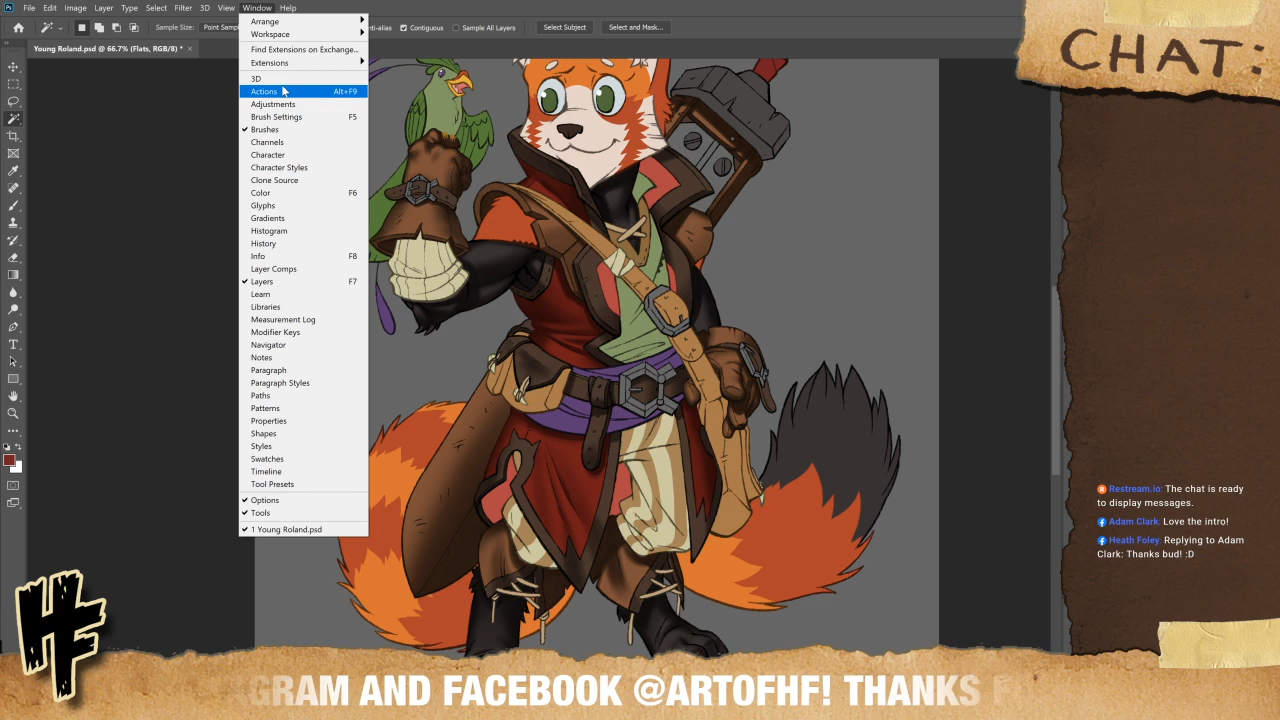 File Edit Image Layer Type Select Filter 3D View Window Help
Sample Size: Point Samp
nti-alias Contiguous Sample All Layers Select Subject Select and Mask...
Young Roland.psd @ 66.7% (Flats, RGB/8) * ×
Arrange
Workspace
Find Extensions on Exchange...
Extensions
3D
Actions Alt+F9
Adjustments
Brush Settings F5
Brushes
Channels
Character
Character Styles
Clone Source
Color F6
Glyphs
Gradients
Histogram
History
Info F8
Layer Comps
Layers F7
Learn
Libraries
Measurement Log
Modifier Keys
Navigator
Notes
Paragraph
Paragraph Styles
Paths
Patterns
Properties
Shapes
Styles
Swatches
Timeline
Tool Presets
Options
Tools
1 Young Roland.psd
CHAT:
Restream.io: The chat is ready
to display messages.
Adam Clark: Love the intro!
Heath Foley: Replying to Adam
Clark: Thanks bud! :D
HF
GRAM AND FACEBOOK @ARTOFHF! THANKS F